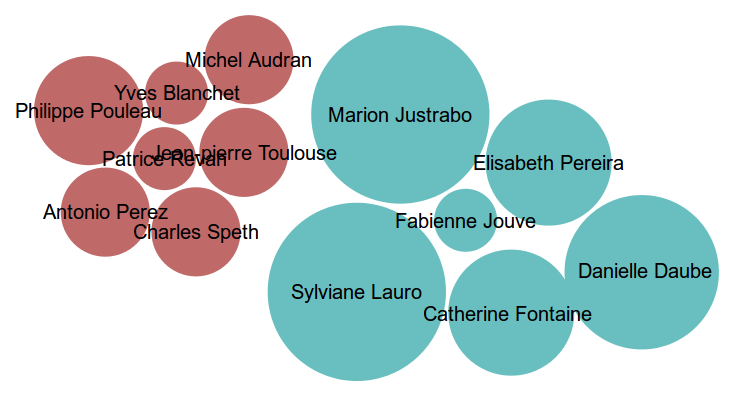 Michel Audran
Yves Blanchet
Philippe Pouleau
Marion Justrabo
Jean-pierre Toulouse
Patrice Revan
Elisabeth Pereira
Antonio Perez
Fabienne Jouve
Charles Speth
Danielle Daube
Sylviane Lauro
Catherine Fontaine